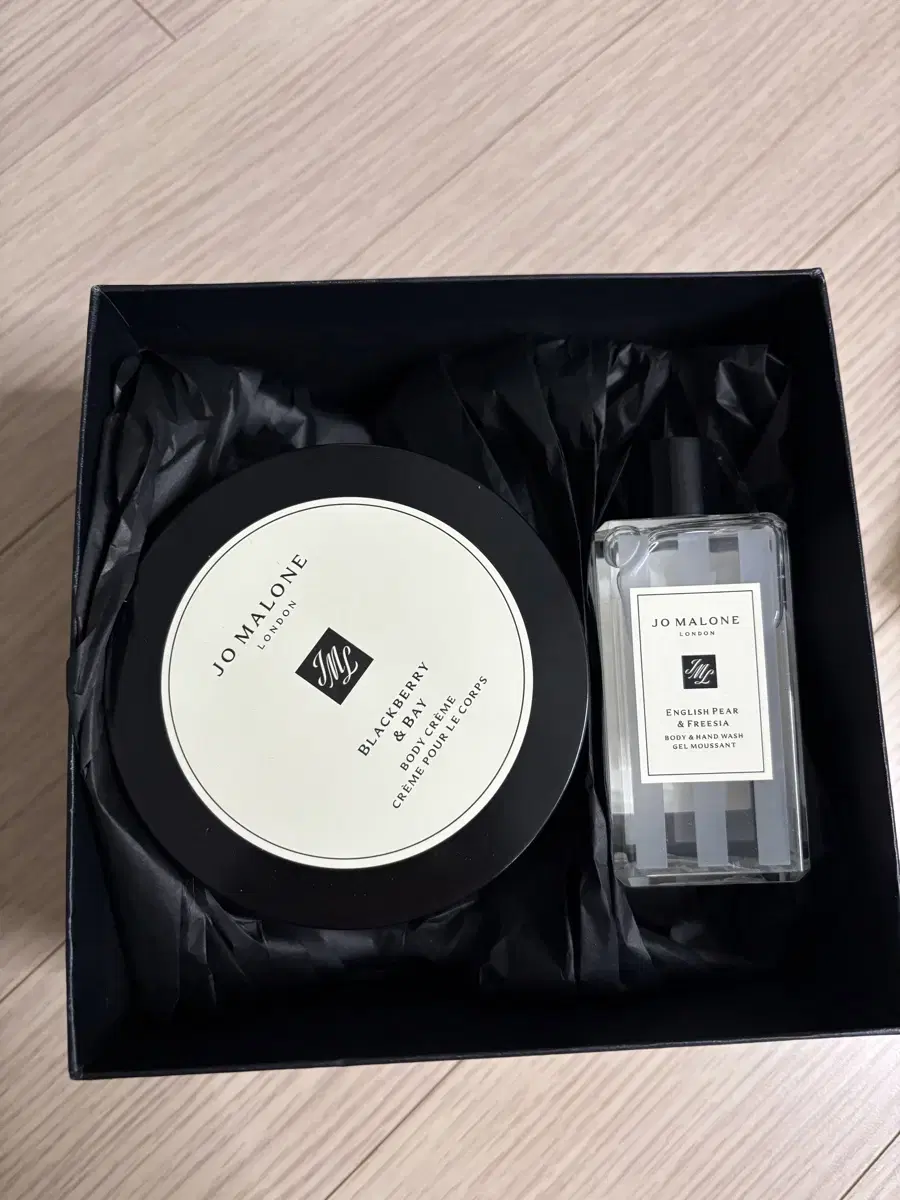 JO MALONE
LONDON
JML
BLACKBERRY
& BAY
BODY CRÈME
CRÈME POUR LE CORPS
JO MALONE
LONDON
JML
ENGLISH PEAR
& FREESIA
BODY & HAND WASH
GEL MOUSSANT